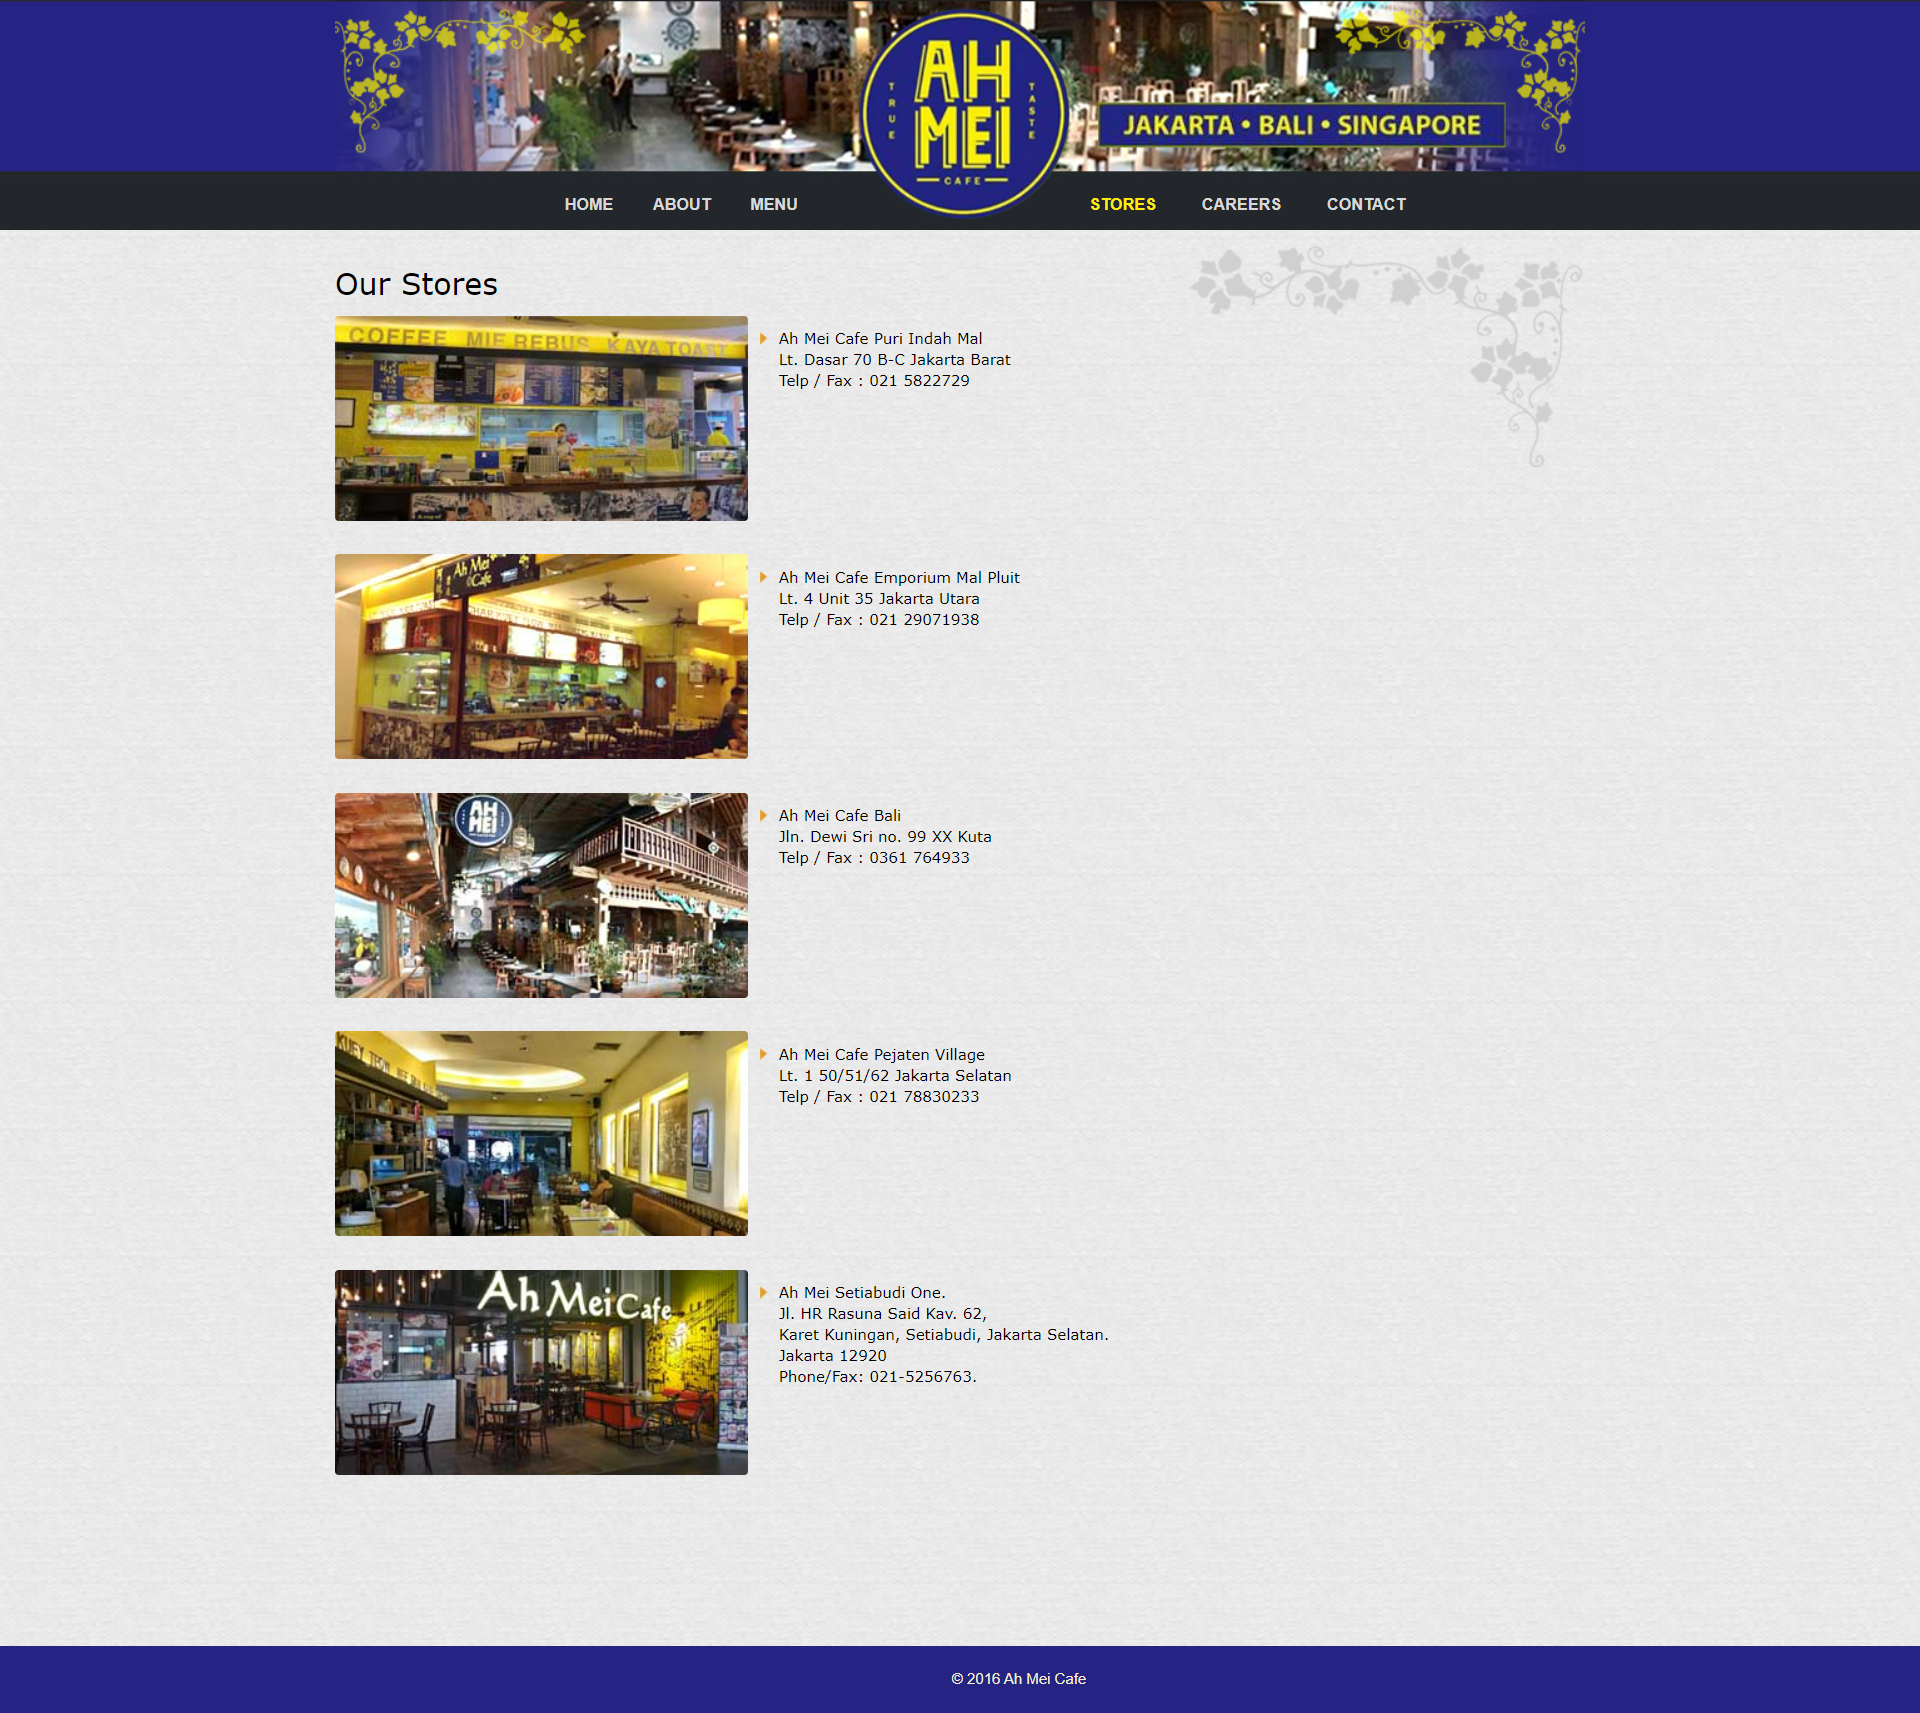 TRUE
AH
MEI
CAFE
TASTE
JAKARTA • BALI • SINGAPORE
HOME
ABOUT
MENU
STORES
CAREERS
CONTACT
Our Stores
COFFEE MIE REBUS KAYA TOAST
Ah Mei Cafe Puri Indah Mal
Lt. Dasar 70 B-C Jakarta Barat
Telp / Fax : 021 5822729
Ah Mei
Cafe
Ah Mei Cafe Emporium Mal Pluit
Lt. 4 Unit 35 Jakarta Utara
Telp / Fax : 021 29071938
AH
MEI
Ah Mei Cafe Bali
Jln. Dewi Sri no. 99 XX Kuta
Telp / Fax : 0361 764933
Ah Mei Cafe Pejaten Village
Lt. 1 50/51/62 Jakarta Selatan
Telp / Fax : 021 78830233
Ah Mei Cafe
Ah Mei Setiabudi One.
Jl. HR Rasuna Said Kav. 62,
Karet Kuningan, Setiabudi, Jakarta Selatan.
Jakarta 12920
Phone/Fax: 021-5256763.
© 2016 Ah Mei Cafe